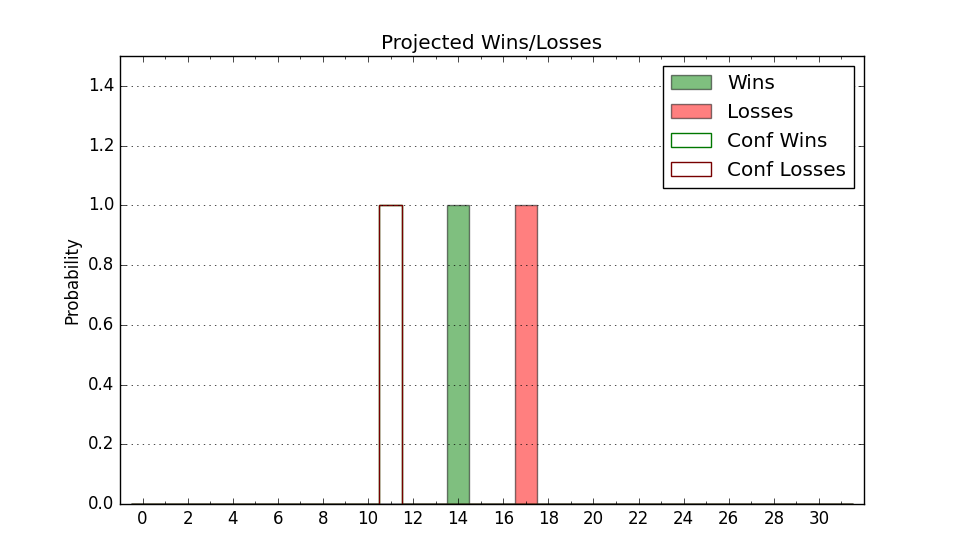 Projected Wins/Losses
Wins
Losses
Conf Wins
Conf Losses
Probability
1.4
1.2
1.0
0.8
0.6
0.4
0.2
0.0
0 2 4 6 8 10 12 14 16 18 20 22 24 26 28 30